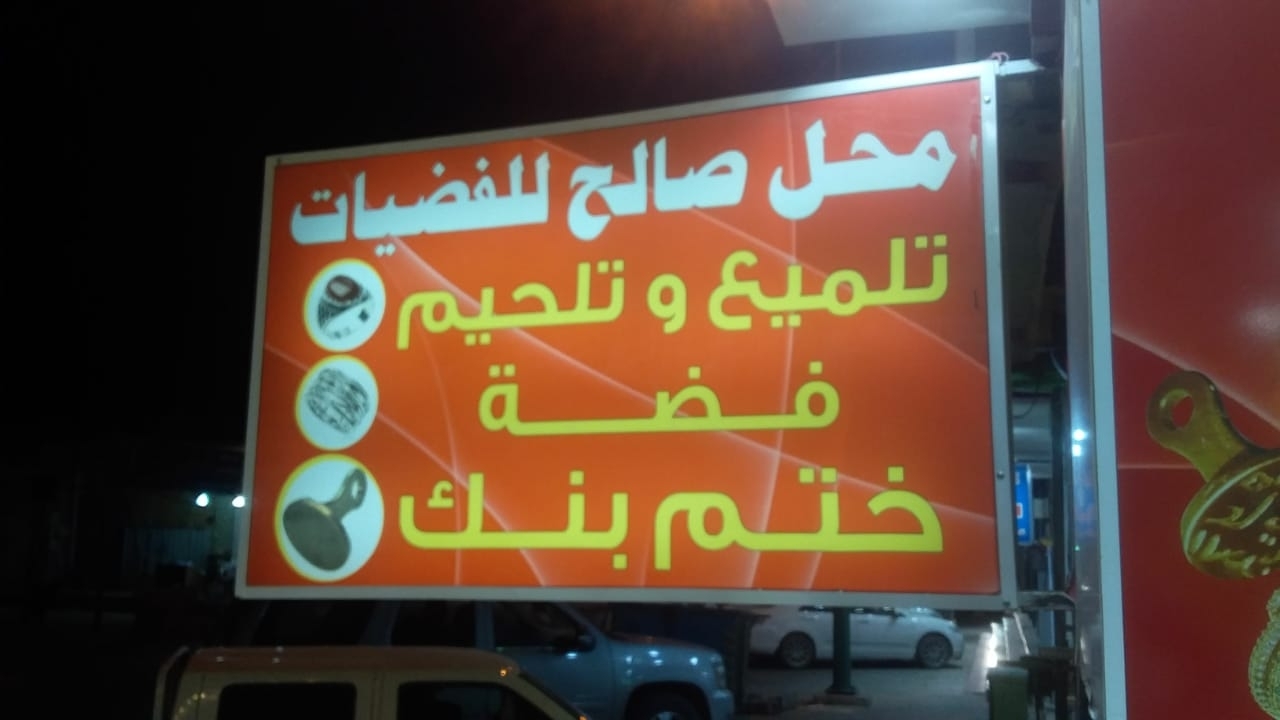 محل صالح للفضيات
تلميع و تلحيم
فضة
ختم بنك